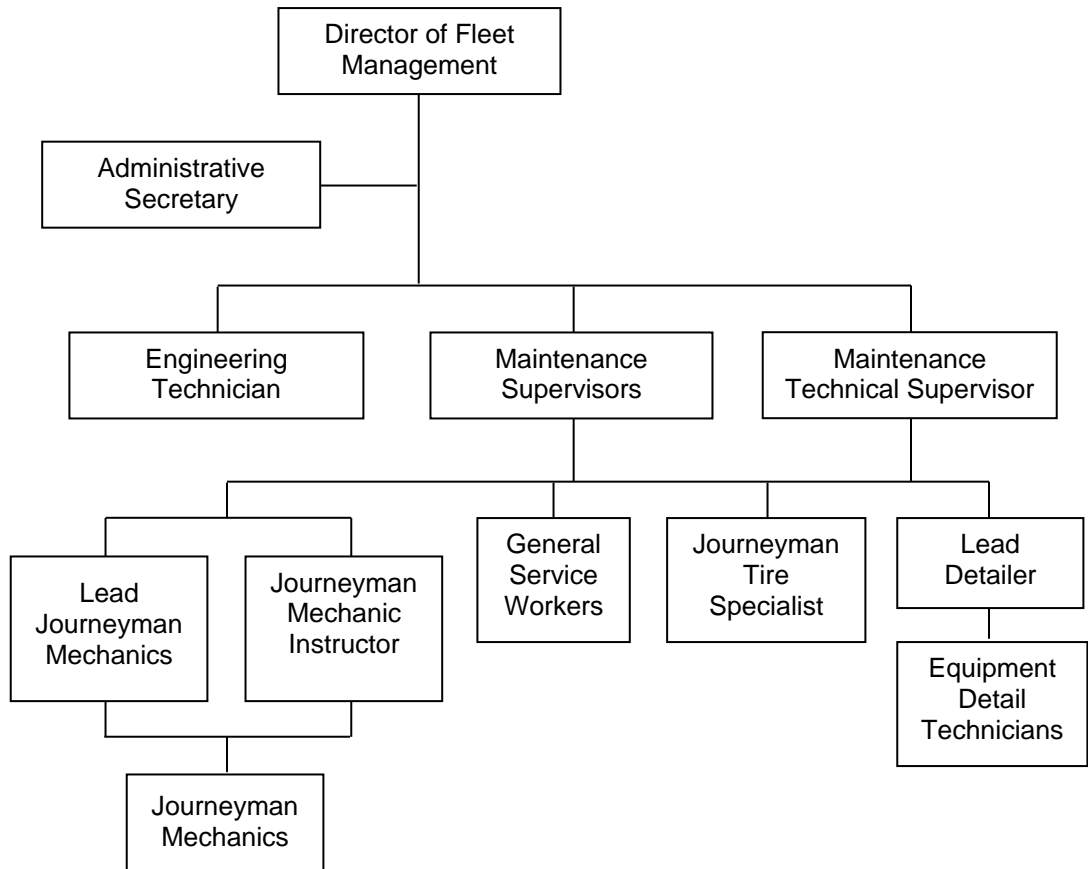 Director of Fleet
Management
Administrative
Secretary
Engineering
Technician
Maintenance
Supervisors
Maintenance
Technical Supervisor
Lead
Journeyman
Mechanics
Journeyman
Mechanic
Instructor
General
Service
Workers
Journeyman
Tire
Specialist
Lead
Detailer
Equipment
Detail
Technicians
Journeyman
Mechanics